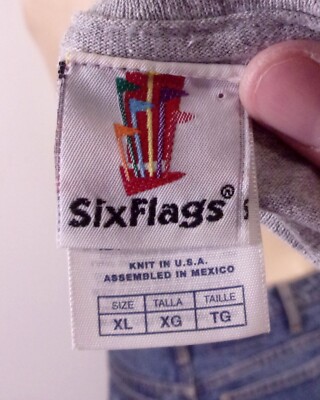 SixFlags®
KNIT IN U.S.A.
ASSEMBLED IN MEXICO
SIZE TALLA TAILLE
XL XG TG